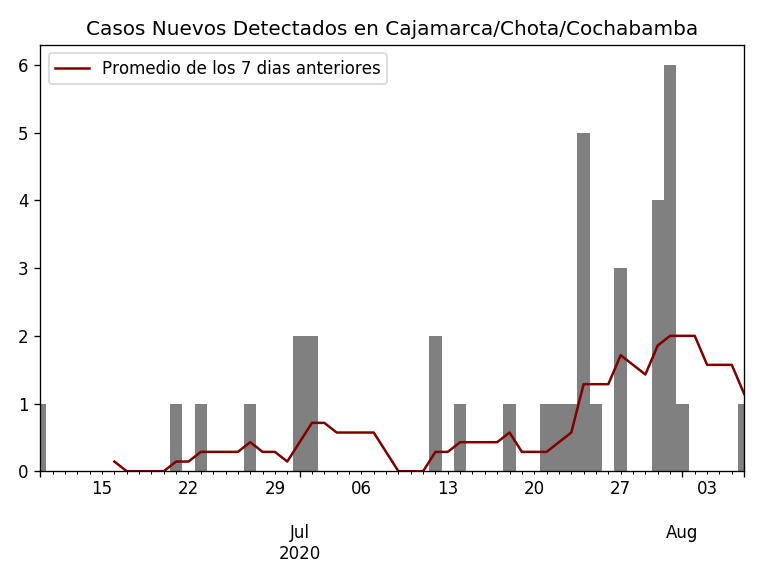 Casos Nuevos Detectados en Cajamarca/Chota/Cochabamba
Promedio de los 7 dias anteriores
6
5
4
3
2
1
0
15 22 29 06 13 20 27 03
Jul Aug
2020